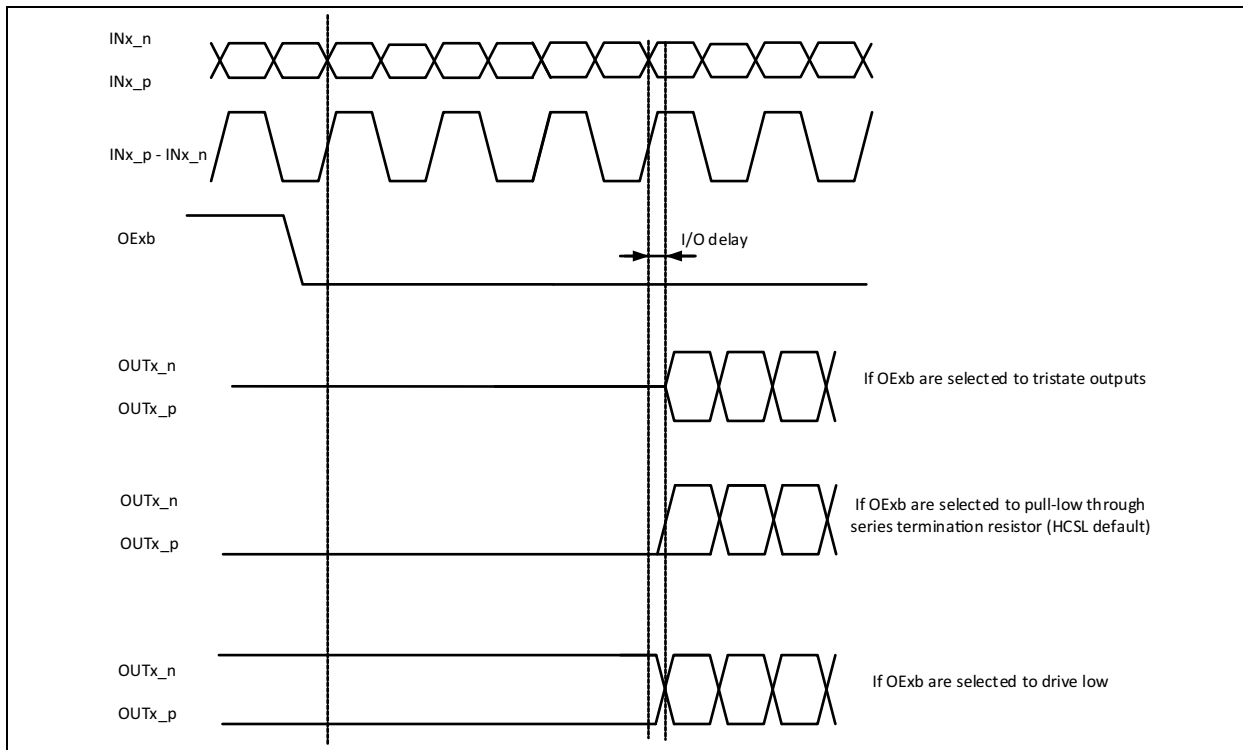 INx_n
INx_p
INx_p - INx_n
OExb
I/O delay
OUTx_n
OUTx_p
If OExb are selected to tristate outputs
OUTx_n
OUTx_p
If OExb are selected to pull-low through
series termination resistor (HCSL default)
OUTx_n
OUTx_p
If OExb are selected to drive low